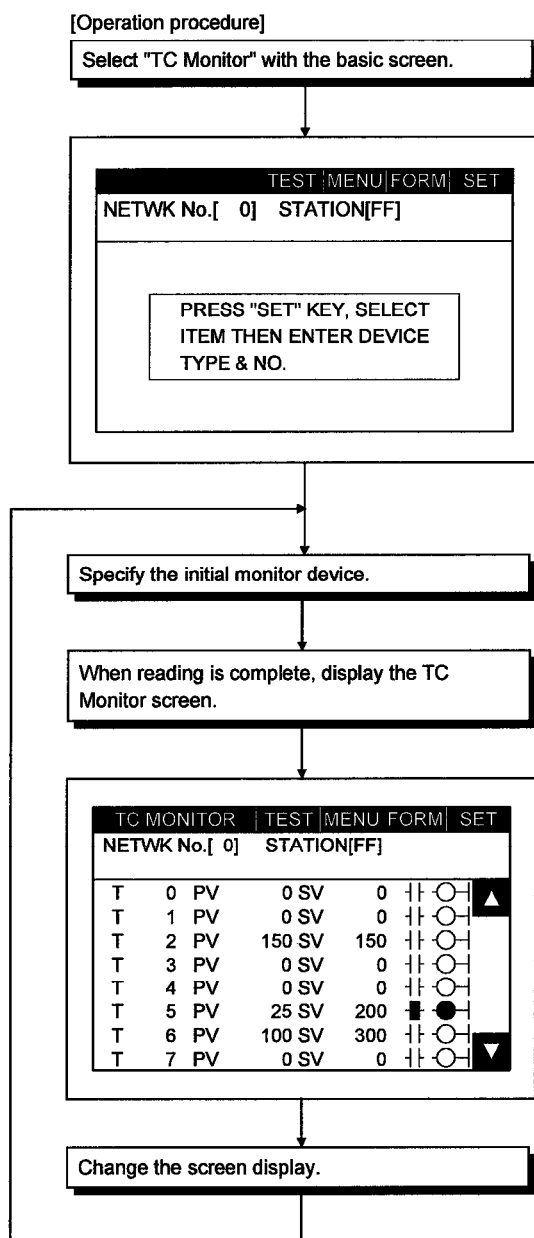 [Operation procedure]
Select "TC Monitor" with the basic screen.
TEST MENU FORM SET
NETWK No.[ 0] STATION[FF]
PRESS "SET" KEY, SELECT
ITEM THEN ENTER DEVICE
TYPE & NO.
Specify the initial monitor device.
When reading is complete, display the TC
Monitor screen.
TC MONITOR TEST MENU FORM SET
NETWK No.[ 0] STATION[FF]
T 0 PV 0 SV 0
T 1 PV 0 SV 0
T 2 PV 150 SV 150
T 3 PV 0 SV 0
T 4 PV 0 SV 0
T 5 PV 25 SV 200
T 6 PV 100 SV 300
T 7 PV 0 SV 0
Change the screen display.